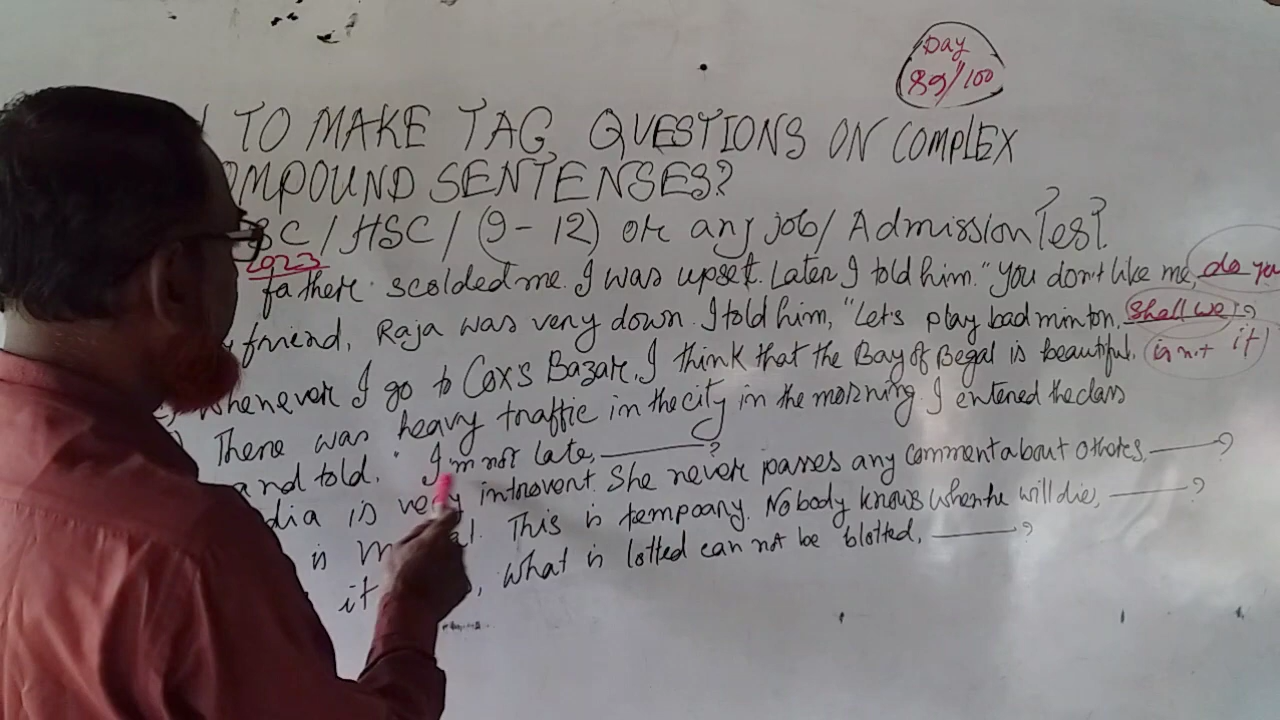 Day
89/100
TO MAKE TAG QUESTIONS ON COMPLEX
OMPOUND SENTENSES?
SC / HSC / (9-12) or any job / Admission Test?
2023
father scolded me. I was upset. Later I told him. "You don't like me, do you
friend, Raja was very down. I told him, "Let's play badminton, shall we?
Whenever I go to Cox's Bazar, I think that the Bay of Begal is beautiful, isn't it
There was heavy traffic in the city in the morning. I entered the class
and told. "I'm not late, ?
dia is very introvent. She never passes any comment about others, ?
is m al. This is tempoary. Nobody knows when he will die, ?
it , what is lotted can not be blotted, ?